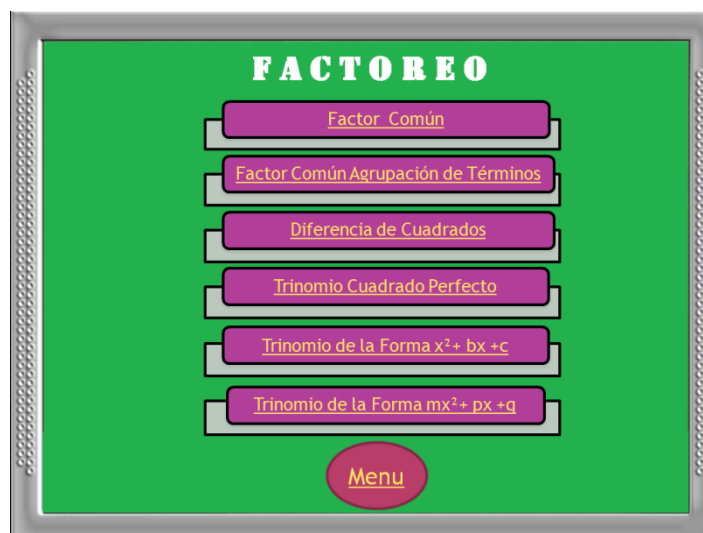 FACTOREO
Factor Común
Factor Común Agrupación de Términos
Diferencia de Cuadrados
Trinomio Cuadrado Perfecto
Trinomio de la Forma x²+ bx +c
Trinomio de la Forma mx²+ px +q
Menu